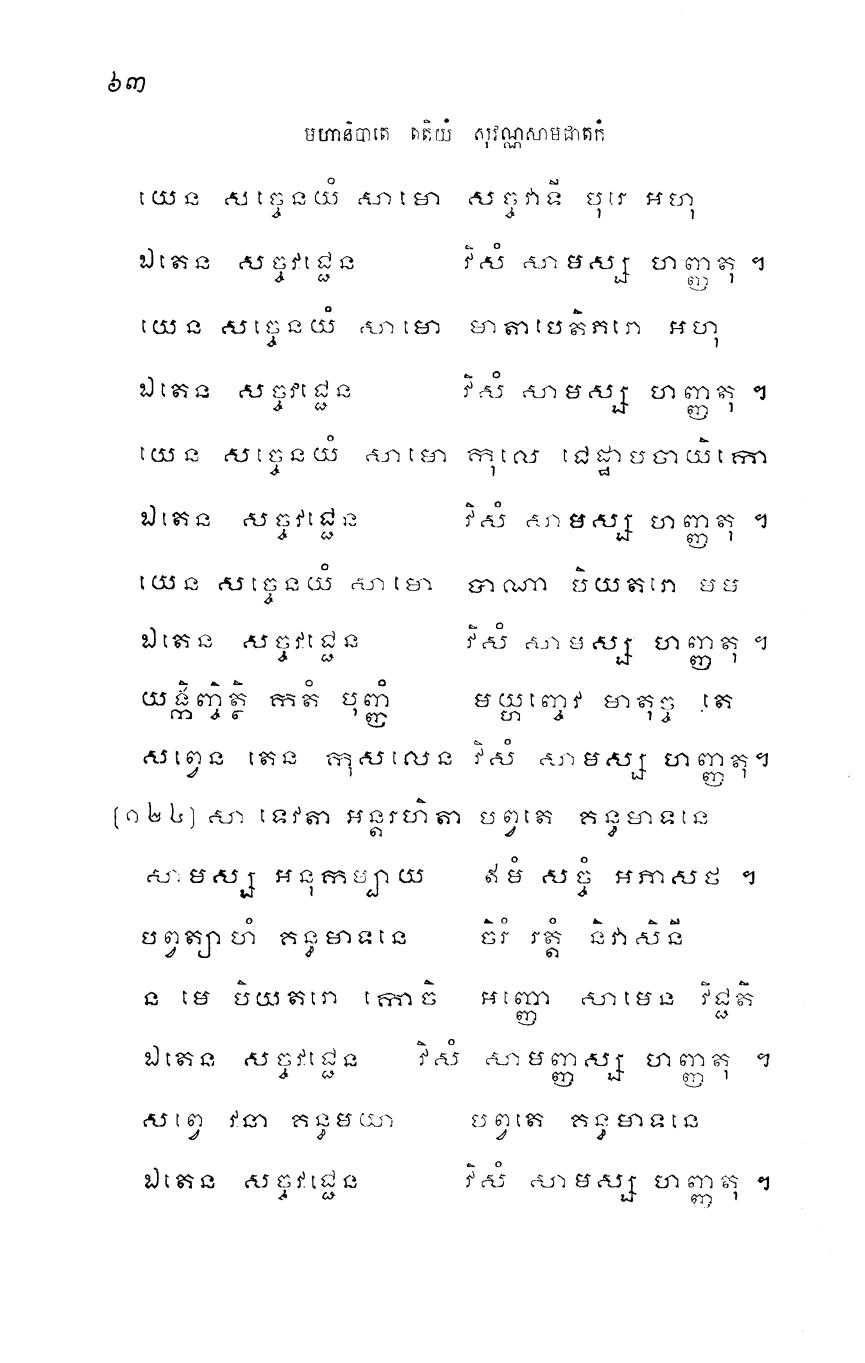 ៦៣
មហានិបាតេ តតិយំ សុវណ្ណសាមជាតកំ
យេន សច្ចេនយំ សាមោ សច្ចវាទី បុរេ អហុ
ឯតេន សច្ចវជ្ជេន វិសំ សាមស្ស ហញ្ញតុ ។
យេន សច្ចេនយំ សាមោ មាតាបេតិភរោ អហុ
ឯតេន សច្ចវជ្ជេន វិសំ សាមស្ស ហញ្ញតុ ។
យេន សច្ចេនយំ សាមោ កុលេ ជេដ្ឋាបចាយិកោ
ឯតេន សច្ចវជ្ជេន វិសំ សាមស្ស ហញ្ញតុ ។
យេន សច្ចេនយំ សាមោ បាណា បិយតរោ មម
ឯតេន សច្ចវជ្ជេន វិសំ សាមស្ស ហញ្ញតុ ។
យង្កិញ្ចិត្ថិ កតំ បុញ្ញំ មយ្ហញ្ចេវ មាតុច្ច តេ
សព្វេន តេន កុសលេន វិសំ សាមស្ស ហញ្ញតុ។
(១២៤) សា ទេវតា អន្តរហិតា បព្វតេ គន្ធមាទនេ
សាមស្ស អនុកម្បាយ ឥមំ សច្ចំ អភាសថ ។
បព្វត្យាហំ គន្ធមាទនេ ចិរំ រត្តំ និវាសិនី
ន មេ បិយតរោ កោចិ អញ្ញោ សាមេន វិជ្ជតិ
ឯតេន សច្ចវជ្ជេន វិសំ សាមញ្ញស្ស ហញ្ញតុ ។
សព្វេ វនា គន្ធមយា បព្វតេ គន្ធមាទនេ
ឯតេន សច្ចវជ្ជេន វិសំ សាមស្ស ហញ្ញតុ ។